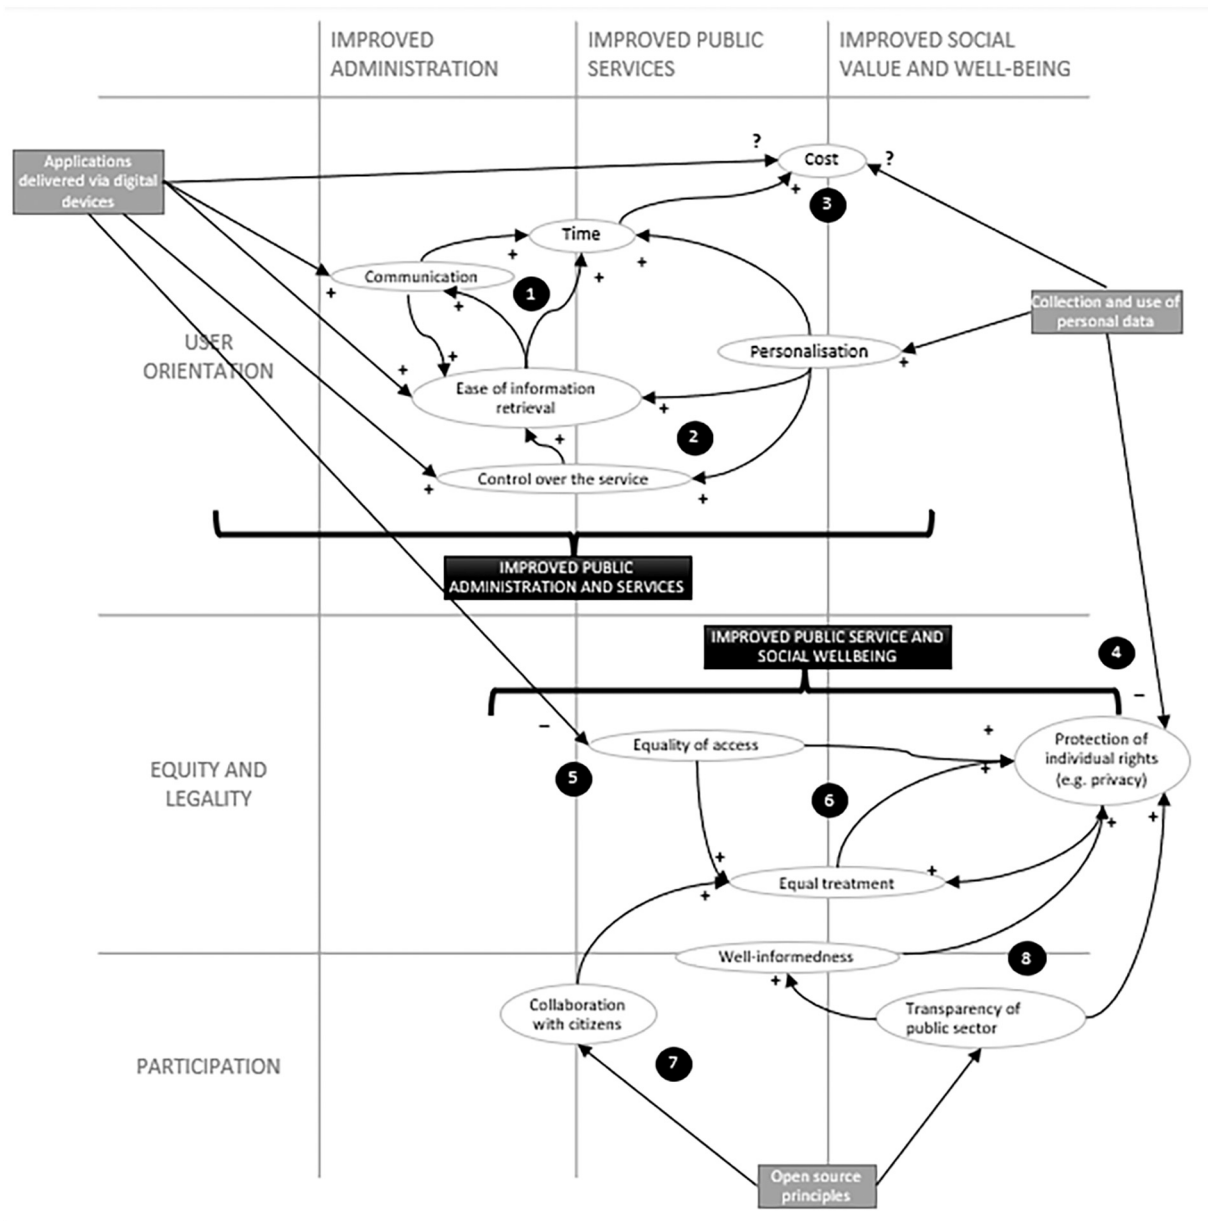 IMPROVED
ADMINISTRATION
IMPROVED PUBLIC
SERVICES
IMPROVED SOCIAL
VALUE AND WELL-BEING
Applications
delivered via digital
devices
?
Cost
?
+
3
Time
+
+
+
Communication
+
1
+
Collection and use of
personal data
USER
ORIENTATION
Personalisation
+
+
+
Ease of information
retrieval
+
2
+
Control over the service
+
+
IMPROVED PUBLIC
ADMINISTRATION AND SERVICES
IMPROVED PUBLIC SERVICE AND
SOCIAL WELLBEING
4
−
−
Equality of access
+
Protection of
individual rights
(e.g. privacy)
+
EQUITY AND
LEGALITY
5
6
+
+
+
+
Equal treatment
+
Well-informedness
8
+
Collaboration
with citizens
Transparency of
public sector
PARTICIPATION
7
Open source
principles